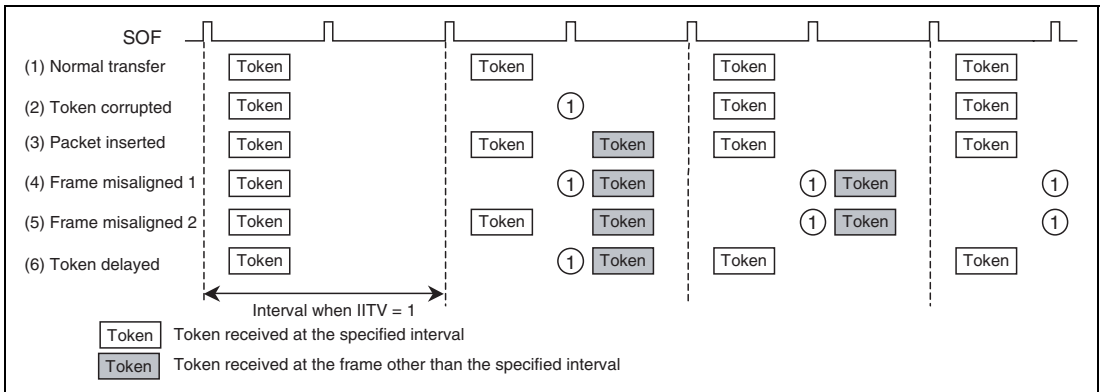 SOF
(1) Normal transfer Token Token Token Token
(2) Token corrupted Token 1 Token Token
(3) Packet inserted Token Token Token Token Token
(4) Frame misaligned 1 Token 1 Token 1 Token 1
(5) Frame misaligned 2 Token Token Token 1 Token 1
(6) Token delayed Token 1 Token Token Token
Interval when IITV = 1
Token Token received at the specified interval
Token Token received at the frame other than the specified interval